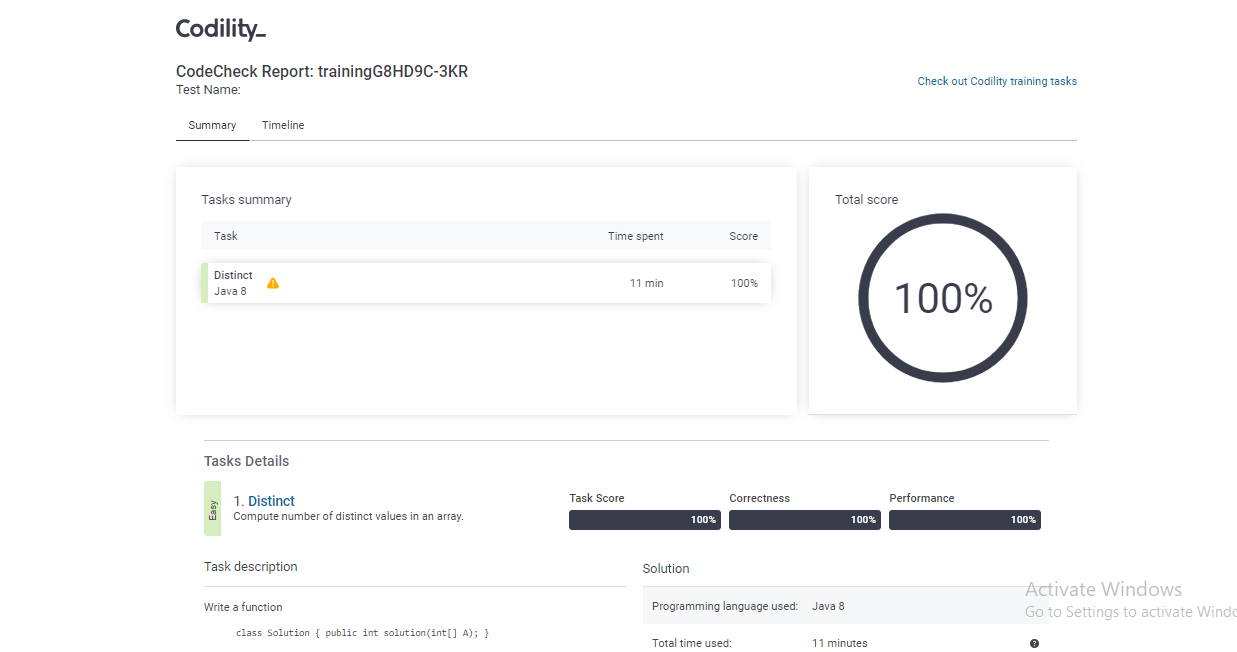 Codility_
CodeCheck Report: trainingG8HD9C-3KR
Test Name:
Check out Codility training tasks
Summary Timeline
Tasks summary
Task Time spent Score
Distinct
Java 8
11 min 100%
Total score
100%
Tasks Details
Easy
1. Distinct
Compute number of distinct values in an array.
Task Score Correctness Performance
100% 100% 100%
Task description
Write a function
class Solution { public int solution(int[] A); }
Solution
Programming language used: Java 8
Total time used: 11 minutes
?
Activate Windows
Go to Settings to activate Windo